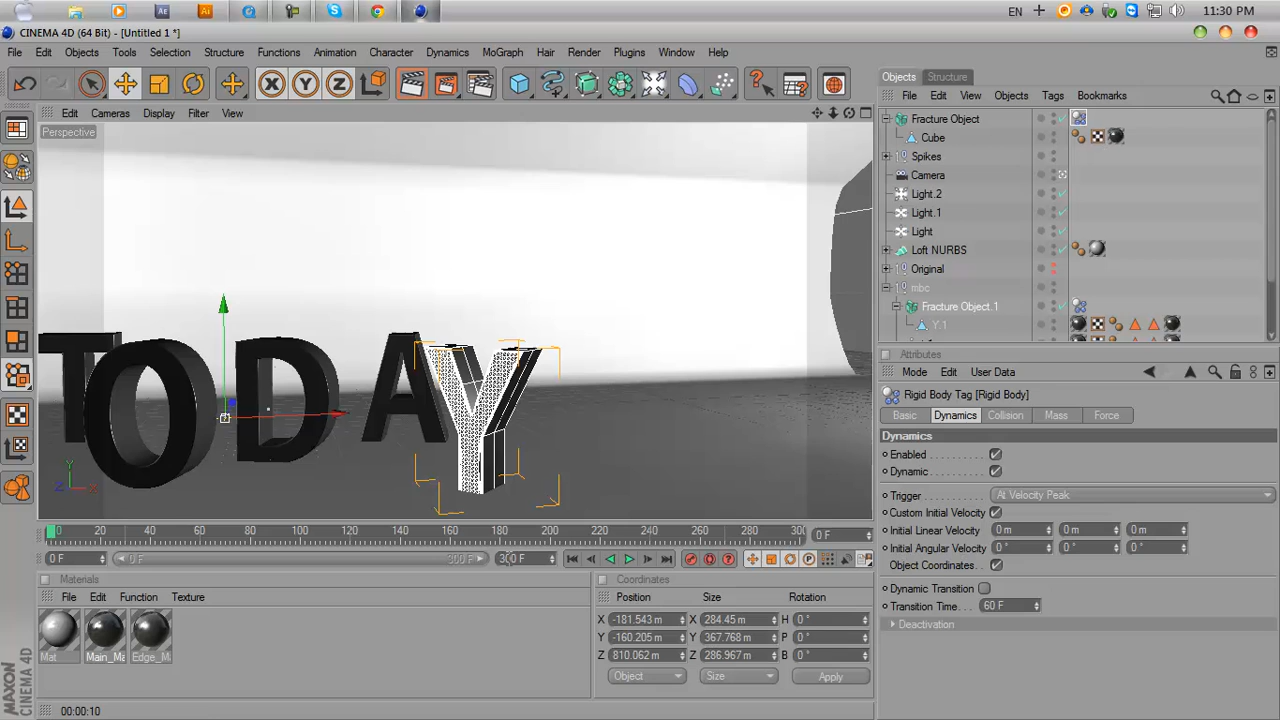 EN
11:30 PM
CINEMA 4D (64 Bit) - [Untitled 1 *]
File Edit Objects Tools Selection Structure Functions Animation Character Dynamics MoGraph Hair Render Plugins Window Help
Objects Structure
File Edit View Objects Tags Bookmarks
Edit Cameras Display Filter View
Perspective
Fracture Object
Cube
Spikes
Camera
Light.2
Light.1
Light
Loft NURBS
Original
mbc
Fracture Object.1
Y.1
TODAY
Attributes
Mode Edit User Data
Rigid Body Tag [Rigid Body]
Basic Dynamics Collision Mass Force
Dynamics
Enabled
Dynamic
Trigger At Velocity Peak
Custom Initial Velocity
Initial Linear Velocity 0 m 0 m 0 m
Initial Angular Velocity 0 ° 0 ° 0 °
Object Coordinates
Dynamic Transition
Transition Time 60 F
Deactivation
0 20 40 60 80 100 120 140 160 180 200 220 240 260 280 300 0 F
0 F 0 F 300 F 300 F
Materials
File Edit Function Texture
Mat Main_Ma Edge_M
Coordinates
Position Size Rotation
X -181.543 m X 284.45 m H 0 °
Y -160.205 m Y 367.768 m P 0 °
Z 810.062 m Z 286.967 m B 0 °
Object Size Apply
MAXON
CINEMA 4D
00:00:10